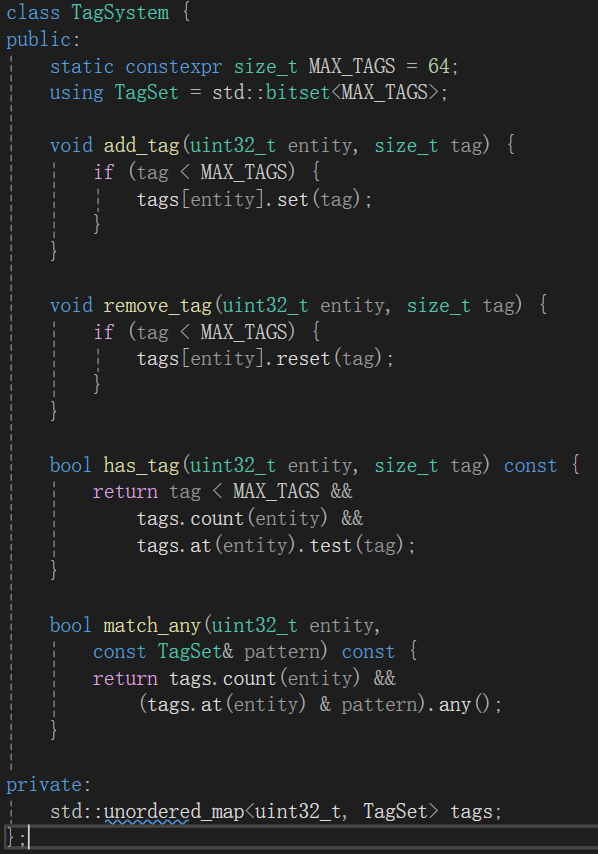 class TagSystem {
public:
    static constexpr size_t MAX_TAGS = 64;
    using TagSet = std::bitset<MAX_TAGS>;

    void add_tag(uint32_t entity, size_t tag) {
        if (tag < MAX_TAGS) {
            tags[entity].set(tag);
        }
    }

    void remove_tag(uint32_t entity, size_t tag) {
        if (tag < MAX_TAGS) {
            tags[entity].reset(tag);
        }
    }

    bool has_tag(uint32_t entity, size_t tag) const {
        return tag < MAX_TAGS &&
            tags.count(entity) &&
            tags.at(entity).test(tag);
    }

    bool match_any(uint32_t entity,
        const TagSet& pattern) const {
        return tags.count(entity) &&
            (tags.at(entity) & pattern).any();
    }

private:
    std::unordered_map<uint32_t, TagSet> tags;
};